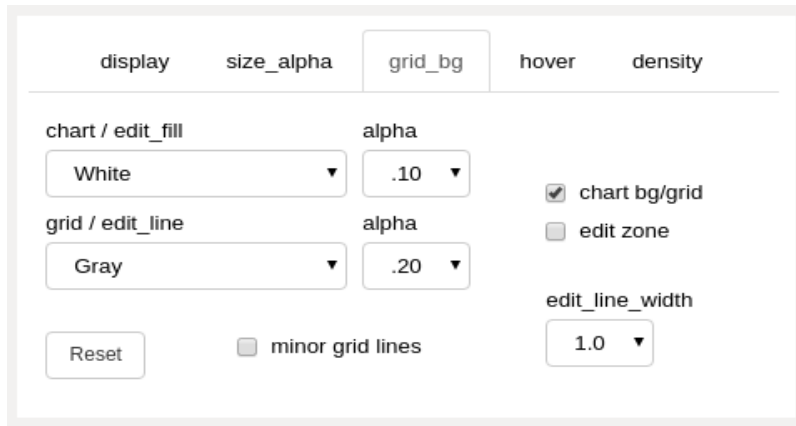 display size_alpha grid_bg hover density
chart / edit_fill alpha
White .10
chart bg/grid
grid / edit_line alpha
edit zone
Gray .20
edit_line_width
Reset minor grid lines 1.0